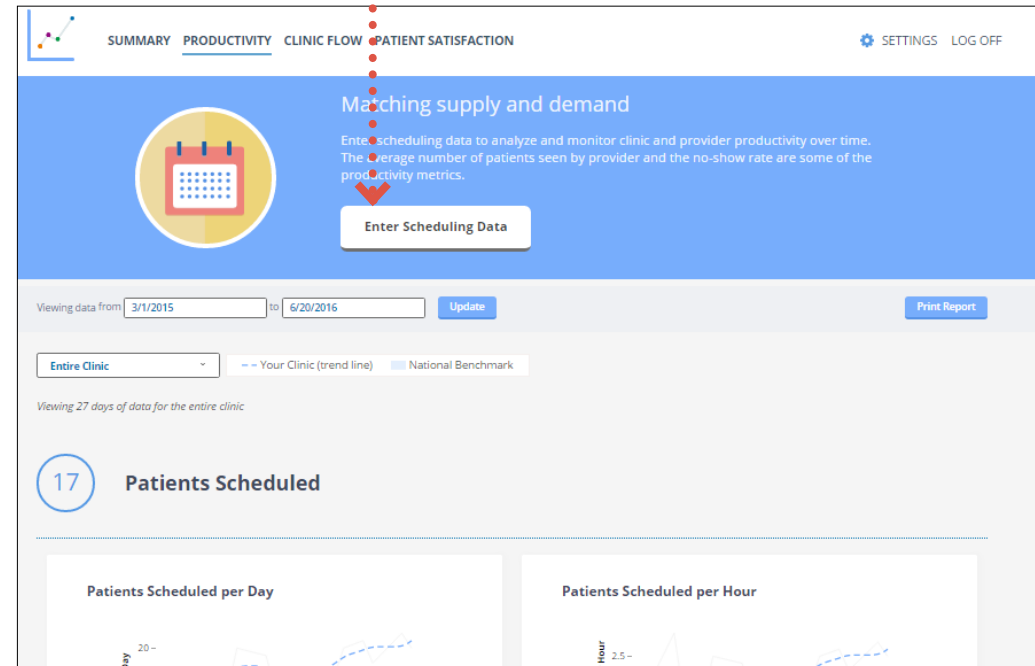 SUMMARY PRODUCTIVITY CLINIC FLOW PATIENT SATISFACTION SETTINGS LOG OFF
Matching supply and demand
Enter scheduling data to analyze and monitor clinic and provider productivity over time.
The average number of patients seen by provider and the no-show rate are some of the
productivity metrics.
Enter Scheduling Data
Viewing data from 3/1/2015 to 6/20/2016 Update Print Report
Entire Clinic Your Clinic (trend line) National Benchmark
Viewing 27 days of data for the entire clinic
17 Patients Scheduled
Patients Scheduled per Day Patients Scheduled per Hour
20 2.5
Day Hour